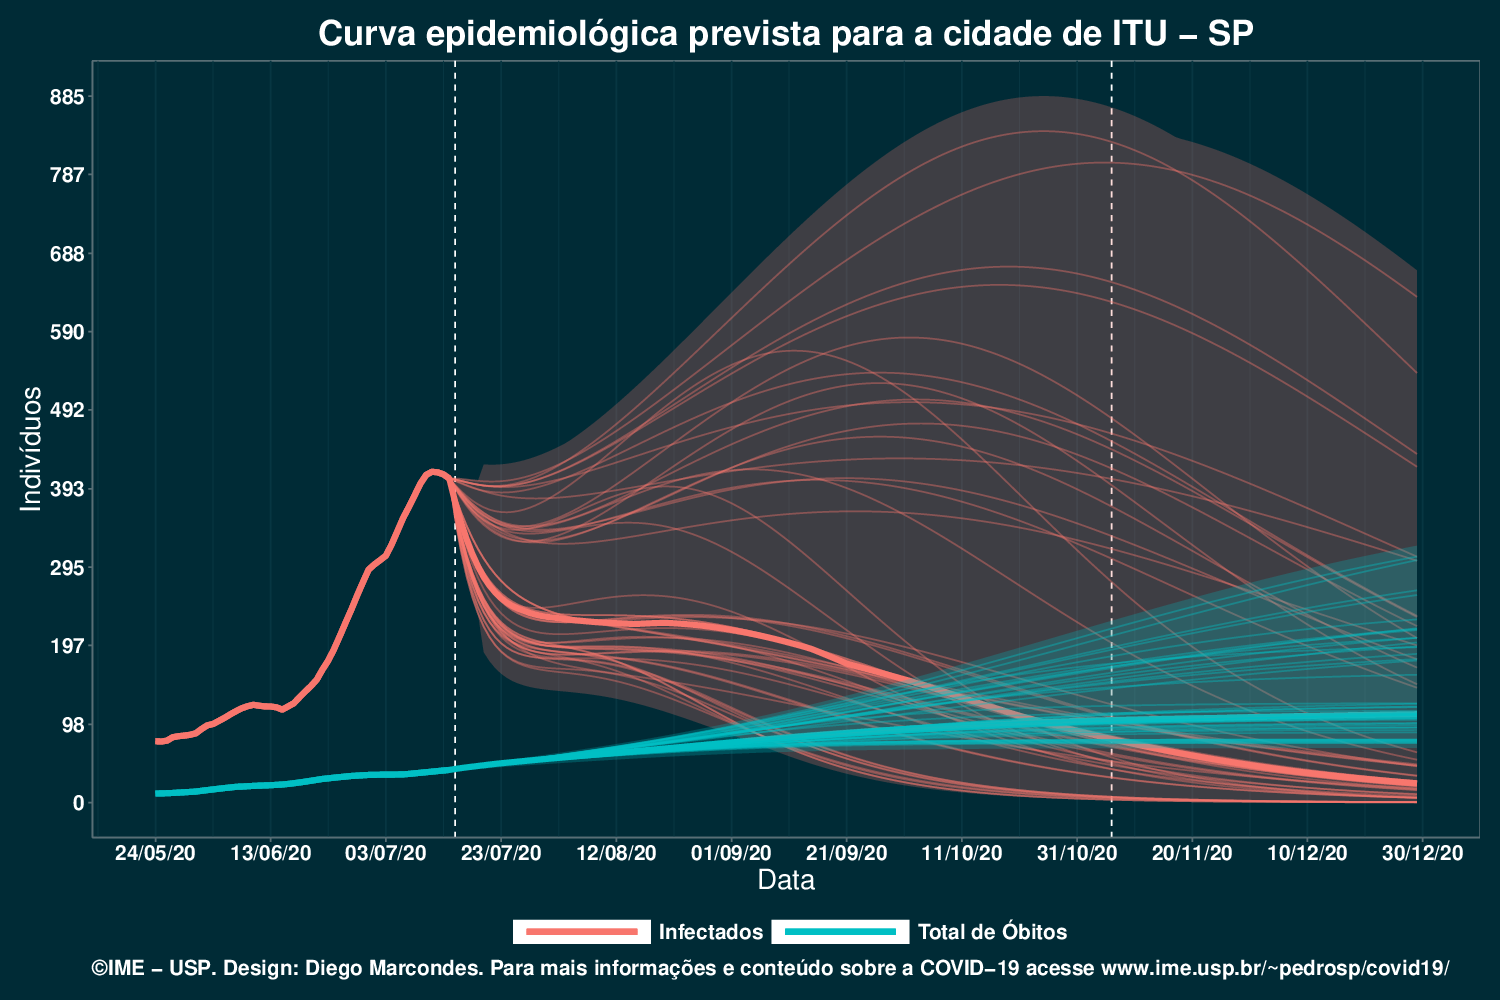 Curva epidemiológica prevista para a cidade de ITU – SP
885
787
688
590
492
393
295
197
98
0
Indivíduos
24/05/20 13/06/20 03/07/20 23/07/20 12/08/20 01/09/20 21/09/20 11/10/20 31/10/20 20/11/20 10/12/20 30/12/20
Data
Infectados Total de Óbitos
©IME – USP. Design: Diego Marcondes. Para mais informações e conteúdo sobre a COVID–19 acesse www.ime.usp.br/~pedrosp/covid19/